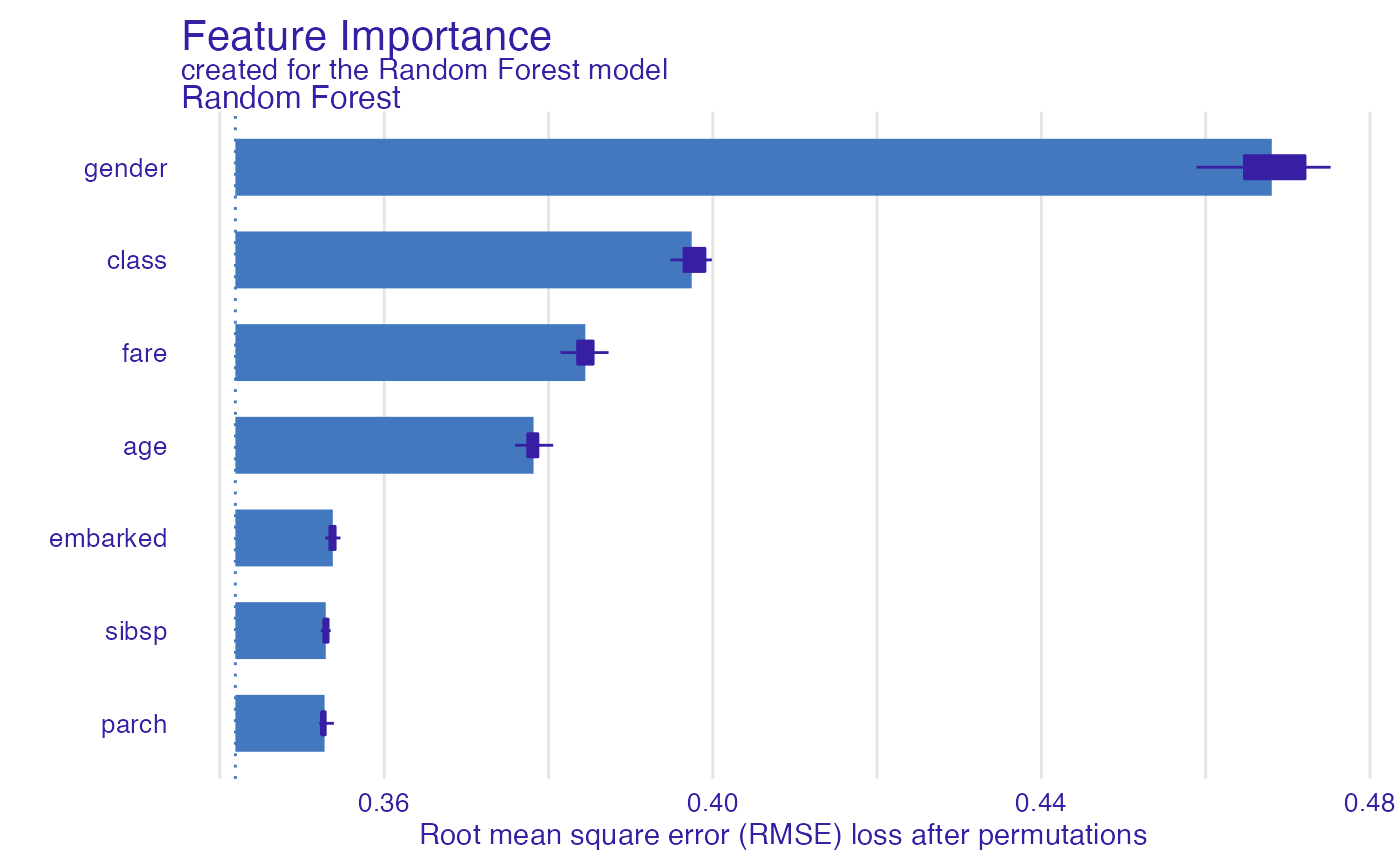 Feature Importance
created for the Random Forest model
Random Forest
gender
class
fare
age
embarked
sibsp
parch
0.36 0.40 0.44 0.48
Root mean square error (RMSE) loss after permutations